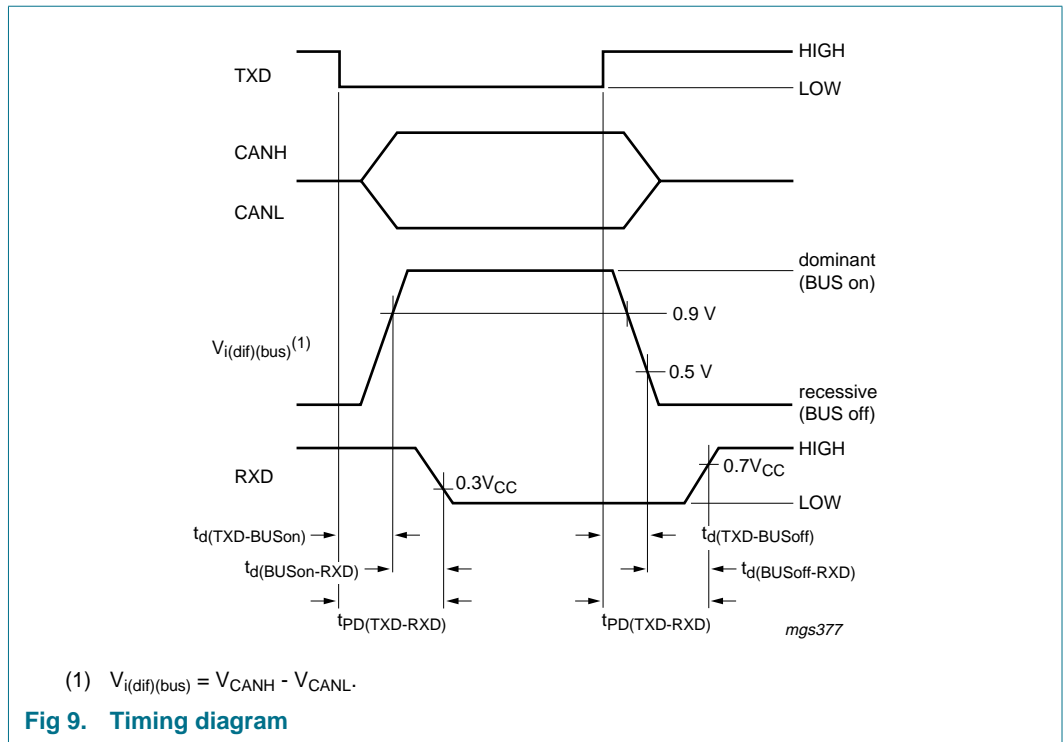 TXD
HIGH
LOW
CANH
CANL
dominant
(BUS on)
0.9 V
Vi(dif)(bus)(1)
0.5 V
recessive
(BUS off)
HIGH
RXD
0.3VCC
0.7VCC
LOW
td(TXD-BUSon)
td(TXD-BUSoff)
td(BUSon-RXD)
td(BUSoff-RXD)
tPD(TXD-RXD)
tPD(TXD-RXD)
mgs377
(1) Vi(dif)(bus) = VCANH - VCANL.
Fig 9. Timing diagram